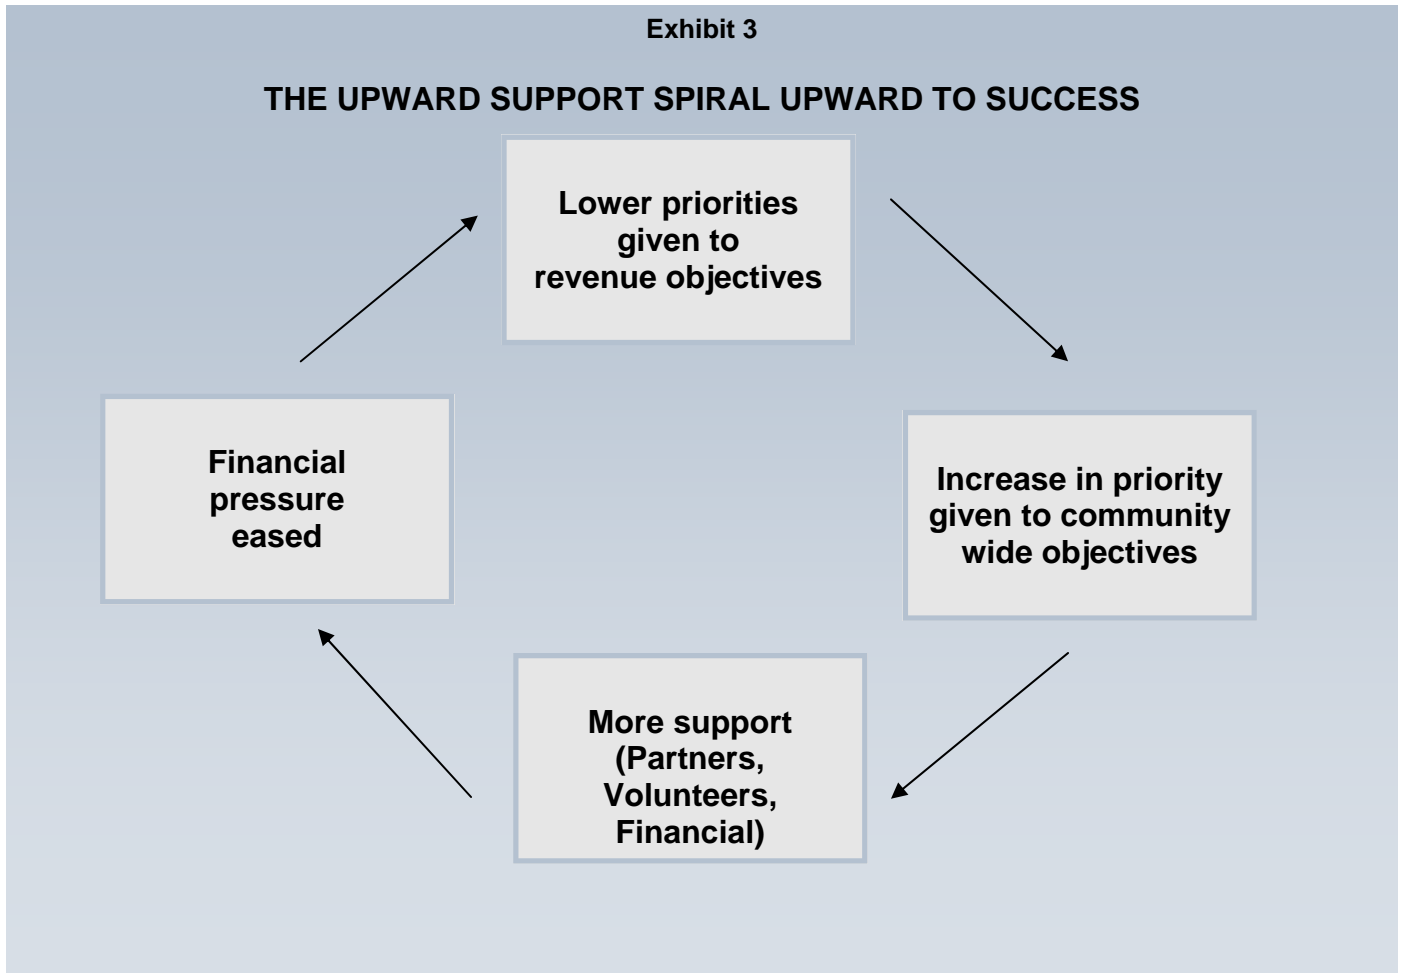 Exhibit 3
THE UPWARD SUPPORT SPIRAL UPWARD TO SUCCESS
Lower priorities
given to
revenue objectives
Financial
pressure
eased
Increase in priority
given to community
wide objectives
More support
(Partners,
Volunteers,
Financial)